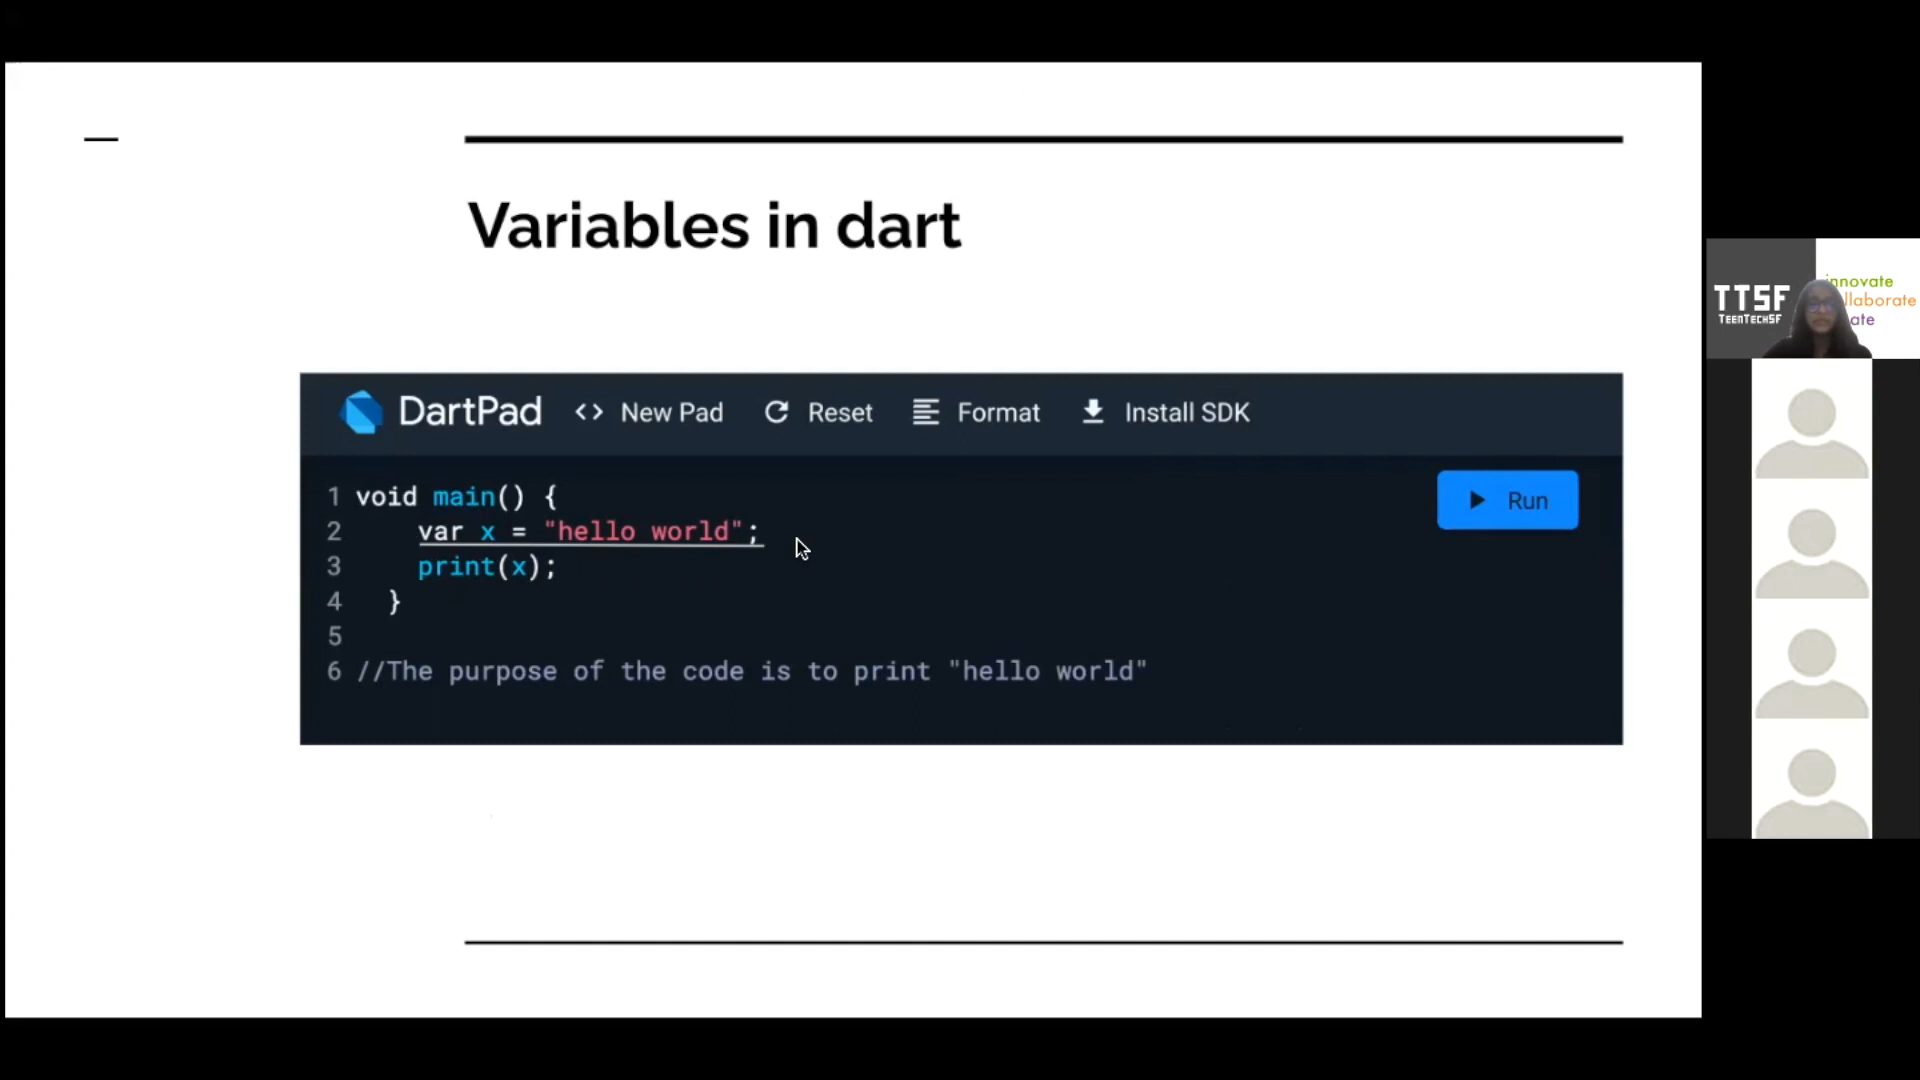 Variables in dart
DartPad <> New Pad Reset Format Install SDK
Run
1 void main() {
2 var x = "hello world";
3 print(x);
4 }
5
6 //The purpose of the code is to print "hello world"
TTSF
TEENTECHSF
innovate
llaborate
ate